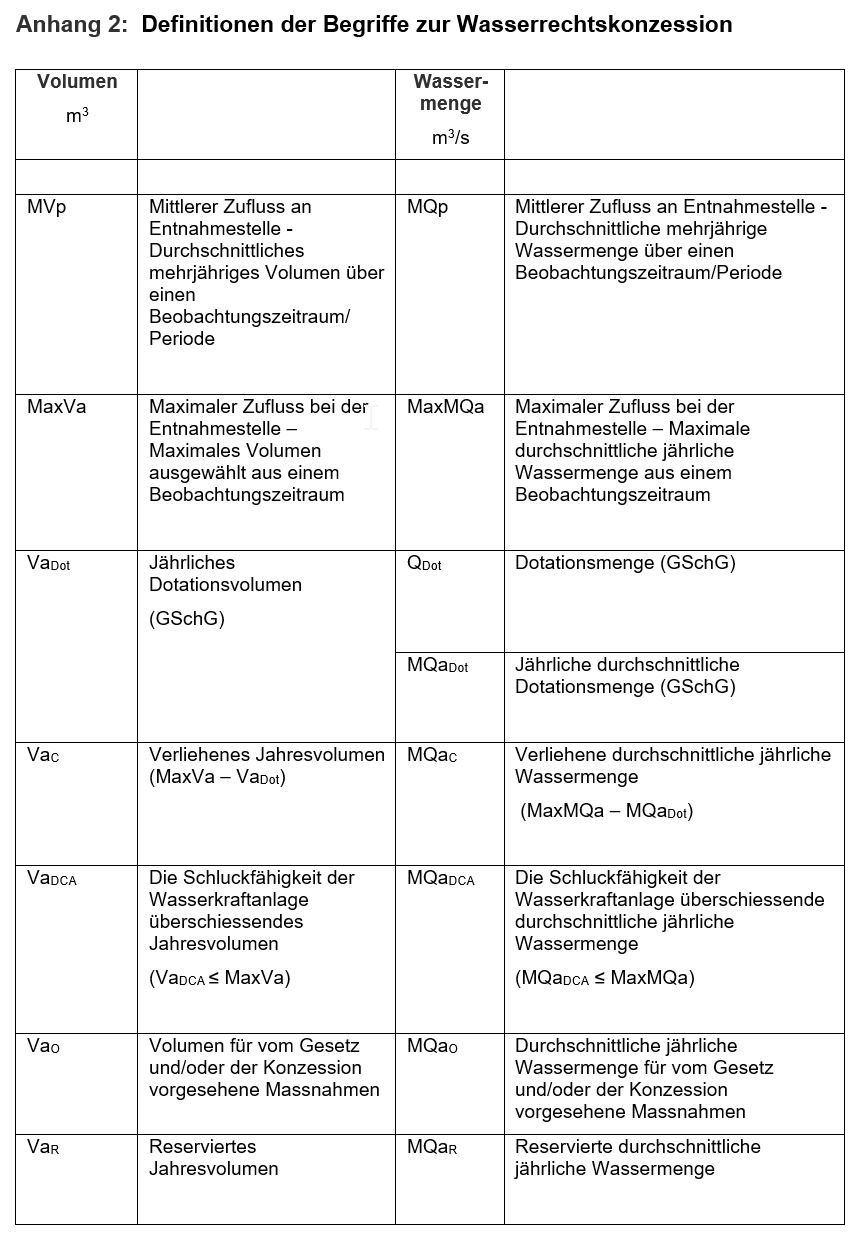 Anhang 2: Definitionen der Begriffe zur Wasserrechtskonzession
Volumen
m³
Wasser-
menge
m³/s
MVp
Mittlerer Zufluss an
Entnahmestelle -
Durchschnittliches
mehrjähriges Volumen über
einen
Beobachtungszeitraum/
Periode
MQp
Mittlerer Zufluss an Entnahmestelle -
Durchschnittliche mehrjährige
Wassermenge über einen
Beobachtungszeitraum/Periode
MaxVa
Maximaler Zufluss bei der
Entnahmestelle –
Maximales Volumen
ausgewählt aus einem
Beobachtungszeitraum
MaxMQa
Maximaler Zufluss bei der
Entnahmestelle – Maximale
durchschnittliche jährliche
Wassermenge aus einem
Beobachtungszeitraum
VaDot
Jährliches
Dotationsvolumen
(GSchG)
QDot
Dotationsmenge (GSchG)
MQaDot
Jährliche durchschnittliche
Dotationsmenge (GSchG)
VaC
Verliehenes Jahresvolumen
(MaxVa – VaDot)
MQaC
Verliehene durchschnittliche jährliche
Wassermenge
(MaxMQa – MQaDot)
VaDCA
Die Schluckfähigkeit der
Wasserkraftanlage
überschiessendes
Jahresvolumen
(VaDCA ≤ MaxVa)
MQaDCA
Die Schluckfähigkeit der
Wasserkraftanlage überschiessende
durchschnittliche jährliche
Wassermenge
(MQaDCA ≤ MaxMQa)
VaO
Volumen für vom Gesetz
und/oder der Konzession
vorgesehene Massnahmen
MQaO
Durchschnittliche jährliche
Wassermenge für vom Gesetz
und/oder der Konzession
vorgesehene Massnahmen
VaR
Reserviertes
Jahresvolumen
MQaR
Reservierte durchschnittliche
jährliche Wassermenge